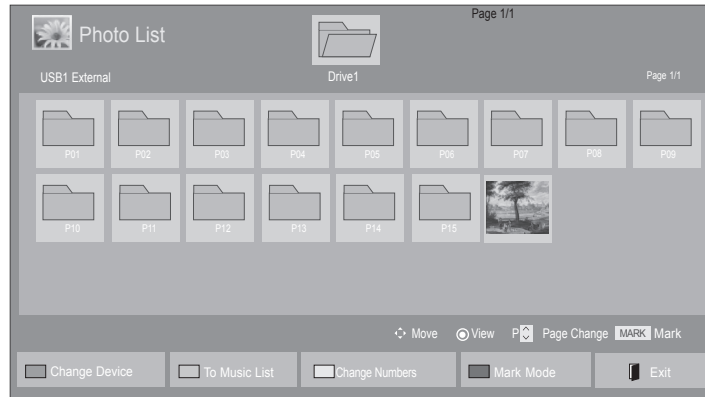 Page 1/1
Photo List
USB1 External
Drive1
Page 1/1
P01 P02 P03 P04 P05 P06 P07 P08 P09
P10 P11 P12 P13 P14 P15
Move View P Page Change MARK Mark
Change Device To Music List Change Numbers Mark Mode Exit